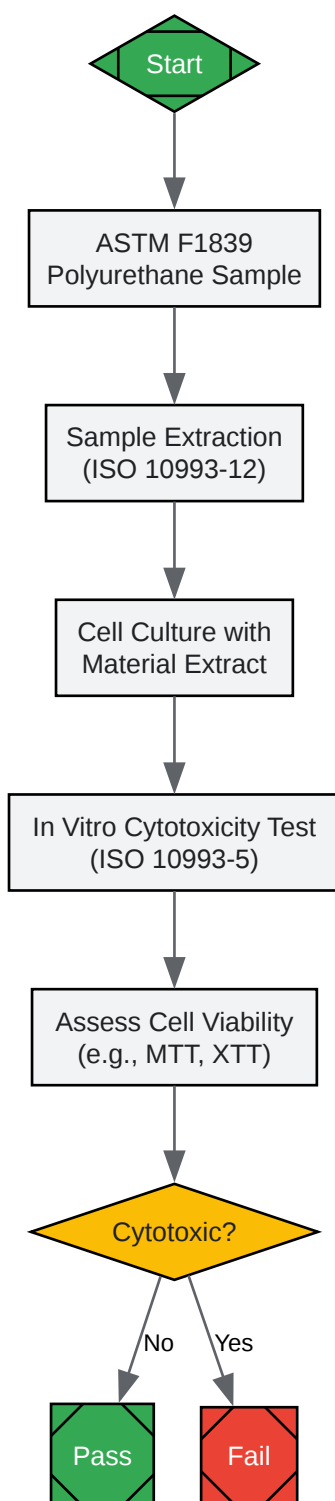 Start
ASTM F1839
Polyurethane Sample
Sample Extraction
(ISO 10993-12)
Cell Culture with
Material Extract
In Vitro Cytotoxicity Test
(ISO 10993-5)
Assess Cell Viability
(e.g., MTT, XTT)
Cytotoxic?
No
Yes
Pass
Fail